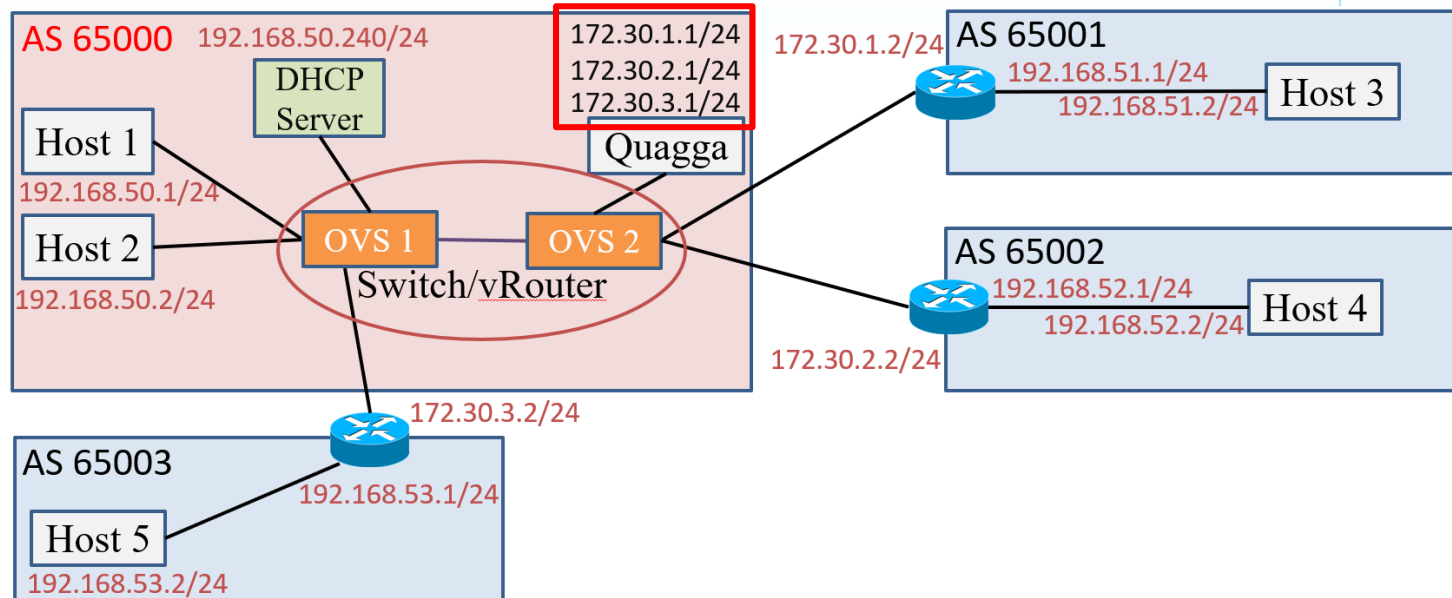 AS 65000
192.168.50.240/24
DHCP
Server
172.30.1.1/24
172.30.2.1/24
172.30.3.1/24
Quagga
Host 1
192.168.50.1/24
Host 2
192.168.50.2/24
OVS 1
OVS 2
Switch/vRouter
172.30.1.2/24
AS 65001
192.168.51.1/24
192.168.51.2/24
Host 3
AS 65002
192.168.52.1/24
192.168.52.2/24
Host 4
172.30.2.2/24
172.30.3.2/24
AS 65003
192.168.53.1/24
Host 5
192.168.53.2/24